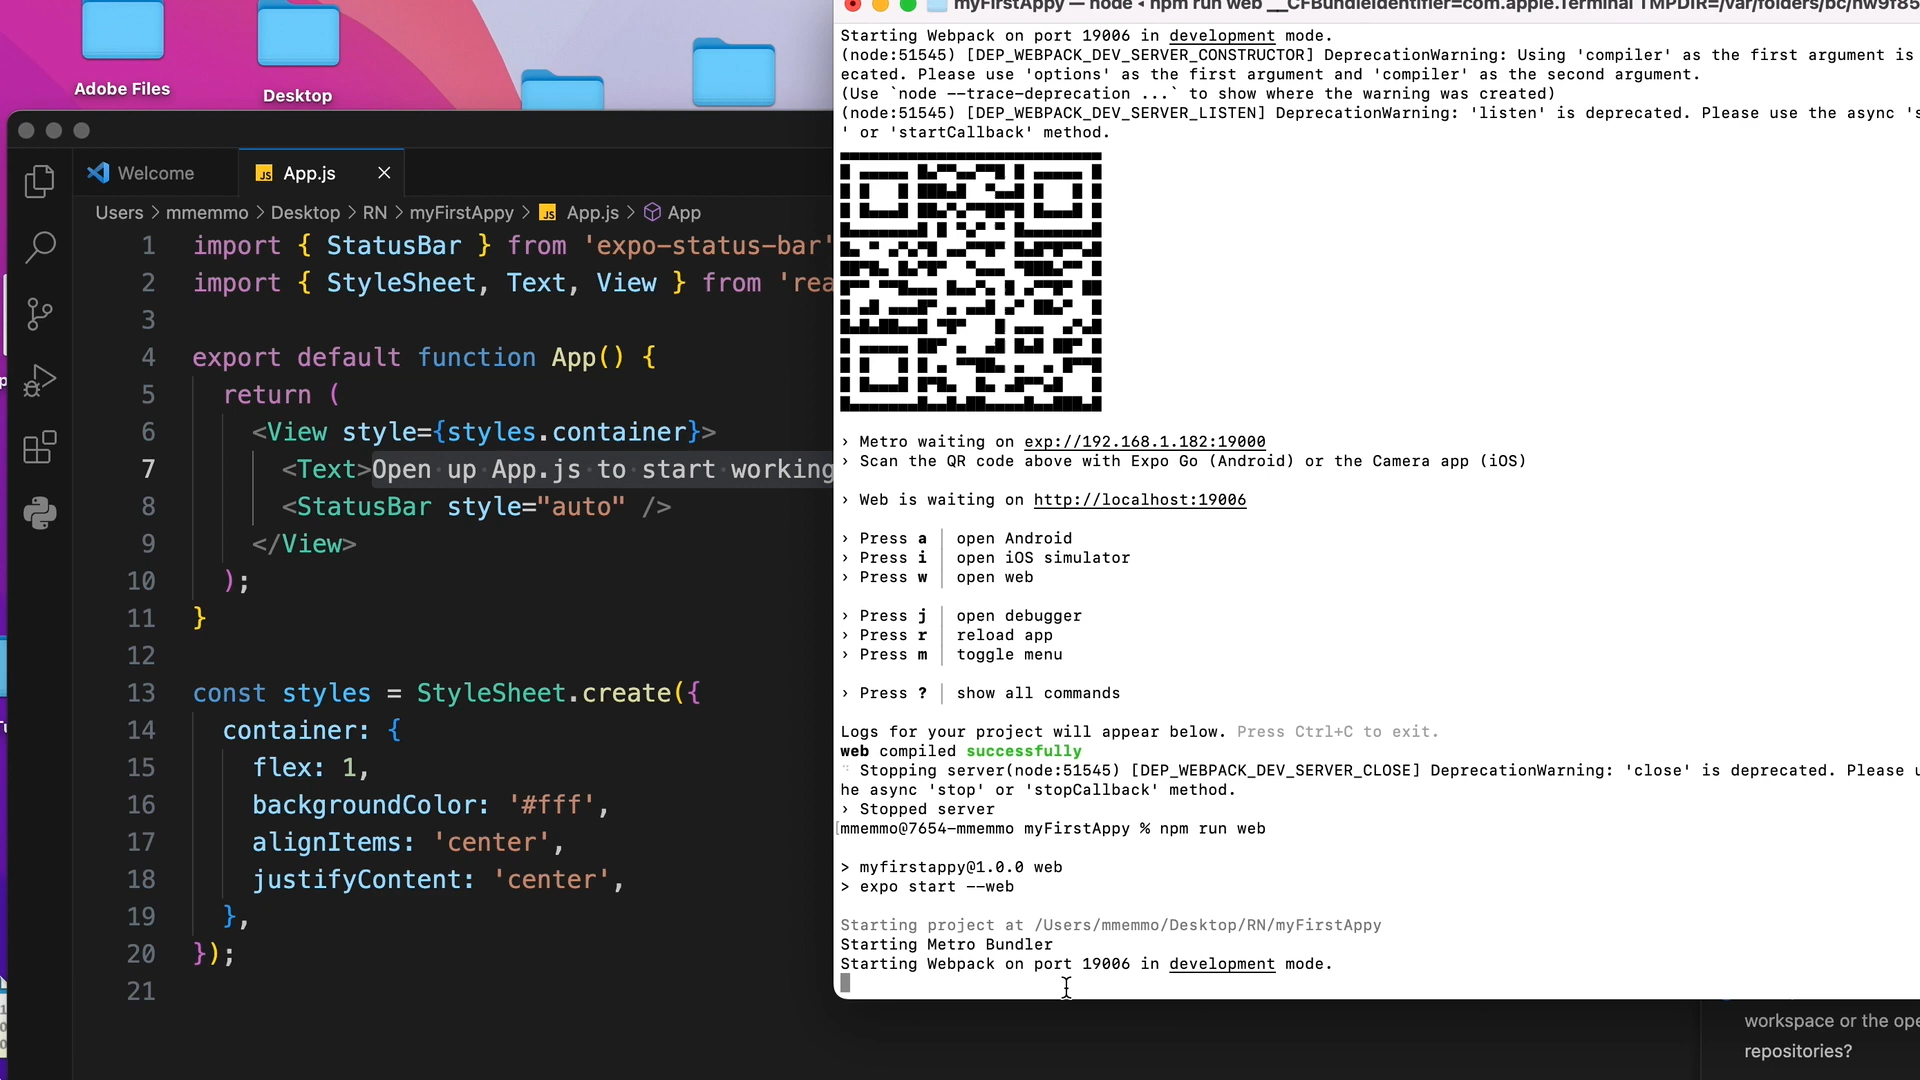 Adobe Files
Desktop
Welcome
App.js
Users > mmemmo > Desktop > RN > myFirstAppy > App.js > App
1 import { StatusBar } from 'expo-status-bar'
2 import { StyleSheet, Text, View } from 'rea
3
4 export default function App() {
5 return (
6 <View style={styles.container}>
7 <Text>Open up App.js to start working
8 <StatusBar style="auto" />
9 </View>
10 );
11 }
12
13 const styles = StyleSheet.create({
14 container: {
15 flex: 1,
16 backgroundColor: '#fff',
17 alignItems: 'center',
18 justifyContent: 'center',
19 },
20 });
21
myFirstAppy — node ◂ npm run web __CFBundleIdentifier=com.apple.Terminal TMPDIR=/var/folders/bc/
Starting Webpack on port 19006 in development mode.
(node:51545) [DEP_WEBPACK_DEV_SERVER_CONSTRUCTOR] DeprecationWarning: Using 'compiler' as the first argument is
ecated. Please use 'options' as the first argument and 'compiler' as the second argument.
(Use `node --trace-deprecation ...` to show where the warning was created)
(node:51545) [DEP_WEBPACK_DEV_SERVER_LISTEN] DeprecationWarning: 'listen' is deprecated. Please use the async 's
' or 'startCallback' method.
› Metro waiting on exp://192.168.1.182:19000
› Scan the QR code above with Expo Go (Android) or the Camera app (iOS)
› Web is waiting on http://localhost:19006
› Press a │ open Android
› Press i │ open iOS simulator
› Press w │ open web
› Press j │ open debugger
› Press r │ reload app
› Press m │ toggle menu
› Press ? │ show all commands
Logs for your project will appear below. Press Ctrl+C to exit.
web compiled successfully
Stopping server(node:51545) [DEP_WEBPACK_DEV_SERVER_CLOSE] DeprecationWarning: 'close' is deprecated. Please u
he async 'stop' or 'stopCallback' method.
› Stopped server
[mmemmo@7654-mmemmo myFirstAppy % npm run web
> myfirstappy@1.0.0 web
> expo start --web
Starting project at /Users/mmemmo/Desktop/RN/myFirstAppy
Starting Metro Bundler
Starting Webpack on port 19006 in development mode.
workspace or the ope
repositories?